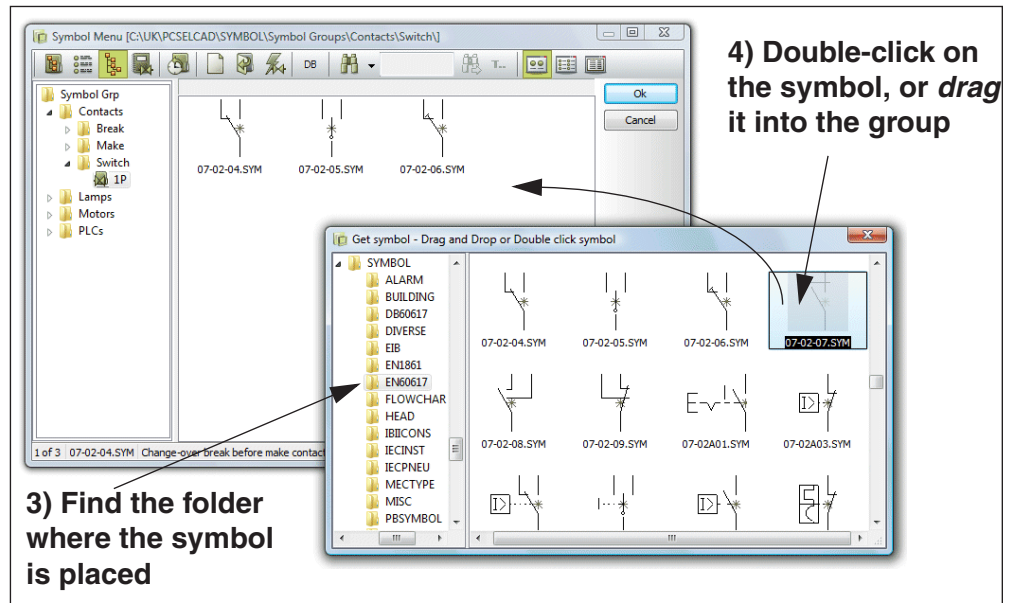 Symbol Menu [C:\UK\PCSELCAD\SYMBOL\Symbol Groups\Contacts\Switch\]
DB
T...
Symbol Grp
Contacts
Break
Make
Switch
1P
Lamps
Motors
PLCs
07-02-04.SYM 07-02-05.SYM 07-02-06.SYM
Ok
Cancel
1 of 3 07-02-04.SYM Change-over break before make contact
4) Double-click on
the symbol, or drag
it into the group
Get symbol - Drag and Drop or Double click symbol
SYMBOL
ALARM
BUILDING
DB60617
DIVERSE
EIB
EN1861
EN60617
FLOWCHAR
HEAD
IBIICONS
IECINST
IECPNEU
MECTYPE
MISC
PBSYMBOL
07-02-04.SYM 07-02-05.SYM 07-02-06.SYM 07-02-07.SYM
07-02-08.SYM 07-02-09.SYM 07-02A01.SYM 07-02A03.SYM
3) Find the folder
where the symbol
is placed